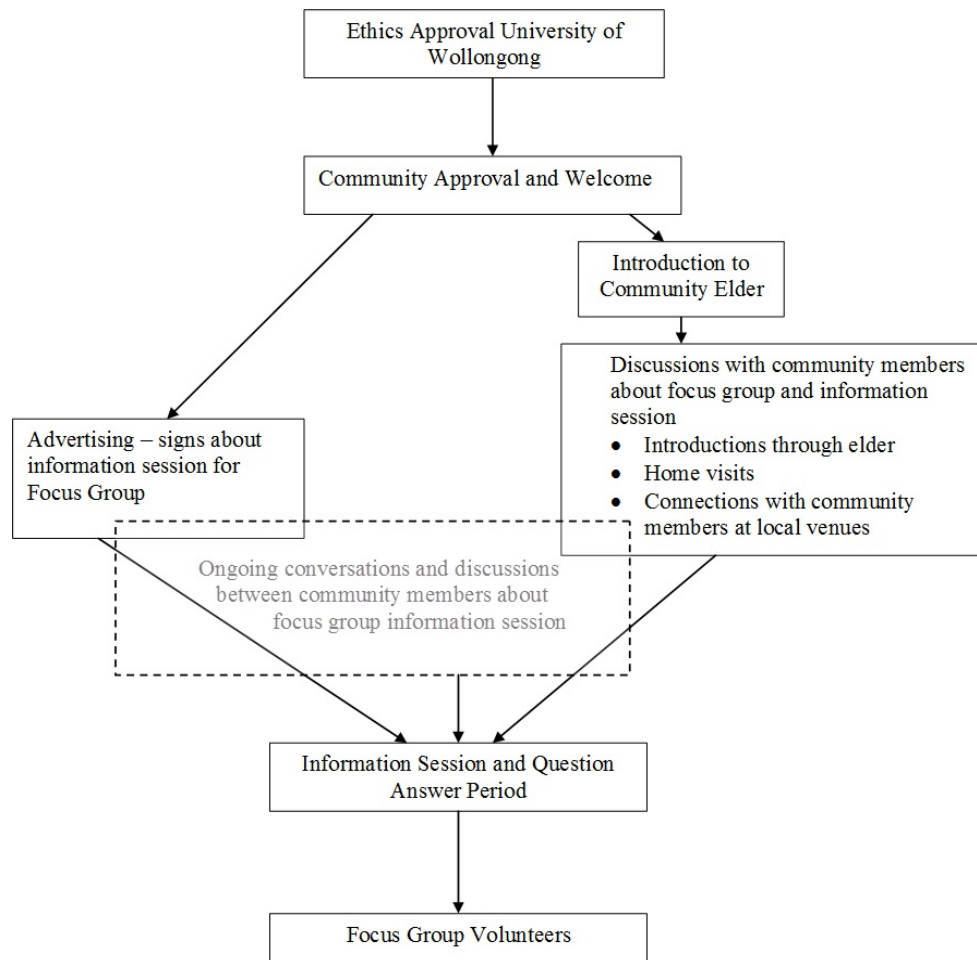 Ethics Approval University of
Wollongong
Community Approval and Welcome
Introduction to
Community Elder
Discussions with community members
about focus group and information
session
● Introductions through elder
● Home visits
● Connections with community
members at local venues
Advertising – signs about
information session for
Focus Group
Ongoing conversations and discussions
between community members about
focus group information session
Information Session and Question
Answer Period
Focus Group Volunteers